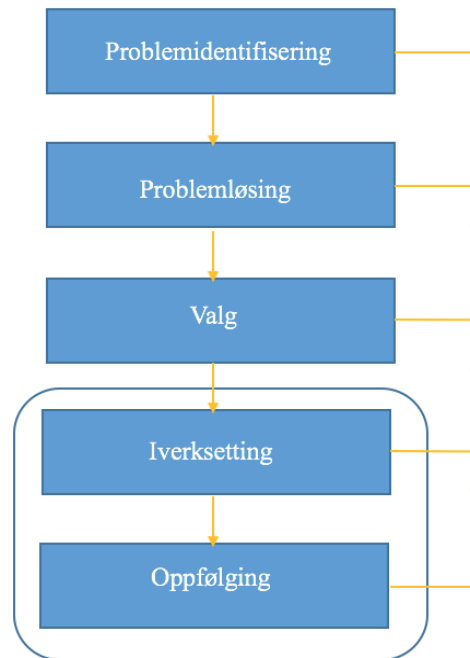 Problemidentifisering
Problemløsing
Valg
Iverksetting
Oppfølging